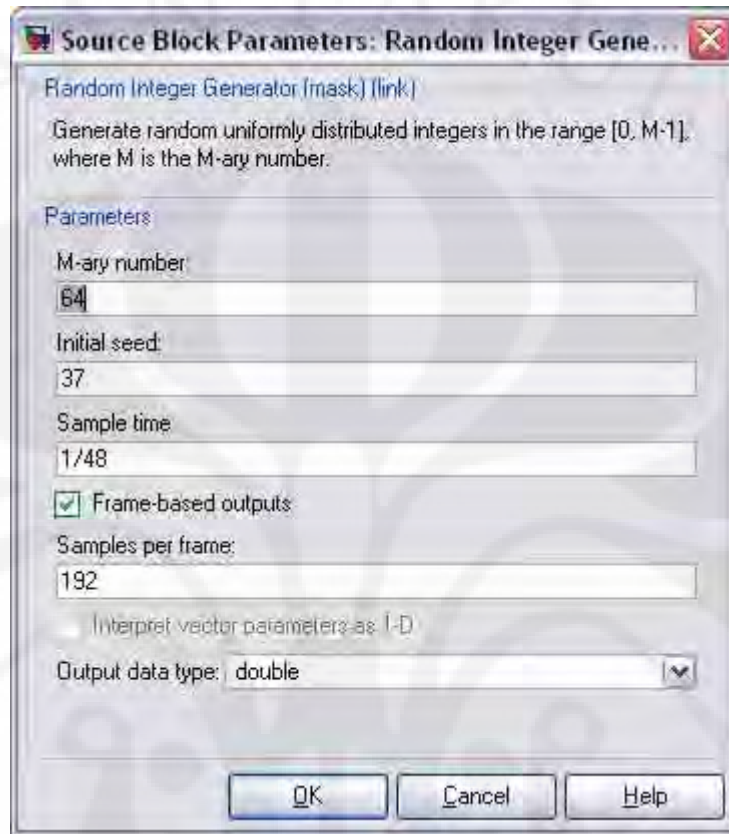 Source Block Parameters: Random Integer Gene...
Random Integer Generator (mask) (link)
Generate random uniformly distributed integers in the range [0, M-1],
where M is the M-ary number.
Parameters
M-ary number:
64
Initial seed:
37
Sample time
1/48
Frame-based outputs
Samples per frame:
192
Interpret vector parameters as 1-D
Output data type: double
OK Cancel Help